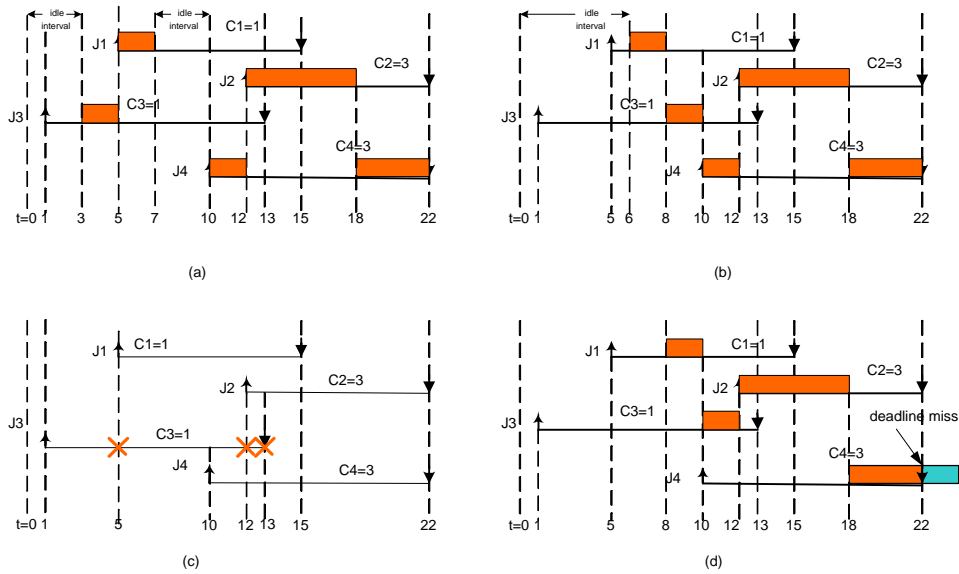 idle
interval
idle
interval
C1=1
J1
C2=3
J2
C3=1
J3
C4=3
J4
t=0 1 3 5 7 10 12 13 15 18 22
(a)
idle
interval
C1=1
J1
C2=3
J2
C3=1
J3
C4=3
J4
t=0 1 5 6 8 10 12 13 15 18 22
(b)
J1
C1=1
J2
C2=3
J3
C3=1
J4
C4=3
t=0 1 5 10 12 13 15 22
(c)
J1
C1=1
C2=3
J2
deadline miss
C3=1
J3
C4=3
J4
t=0 1 5 8 10 12 13 15 18 22
(d)